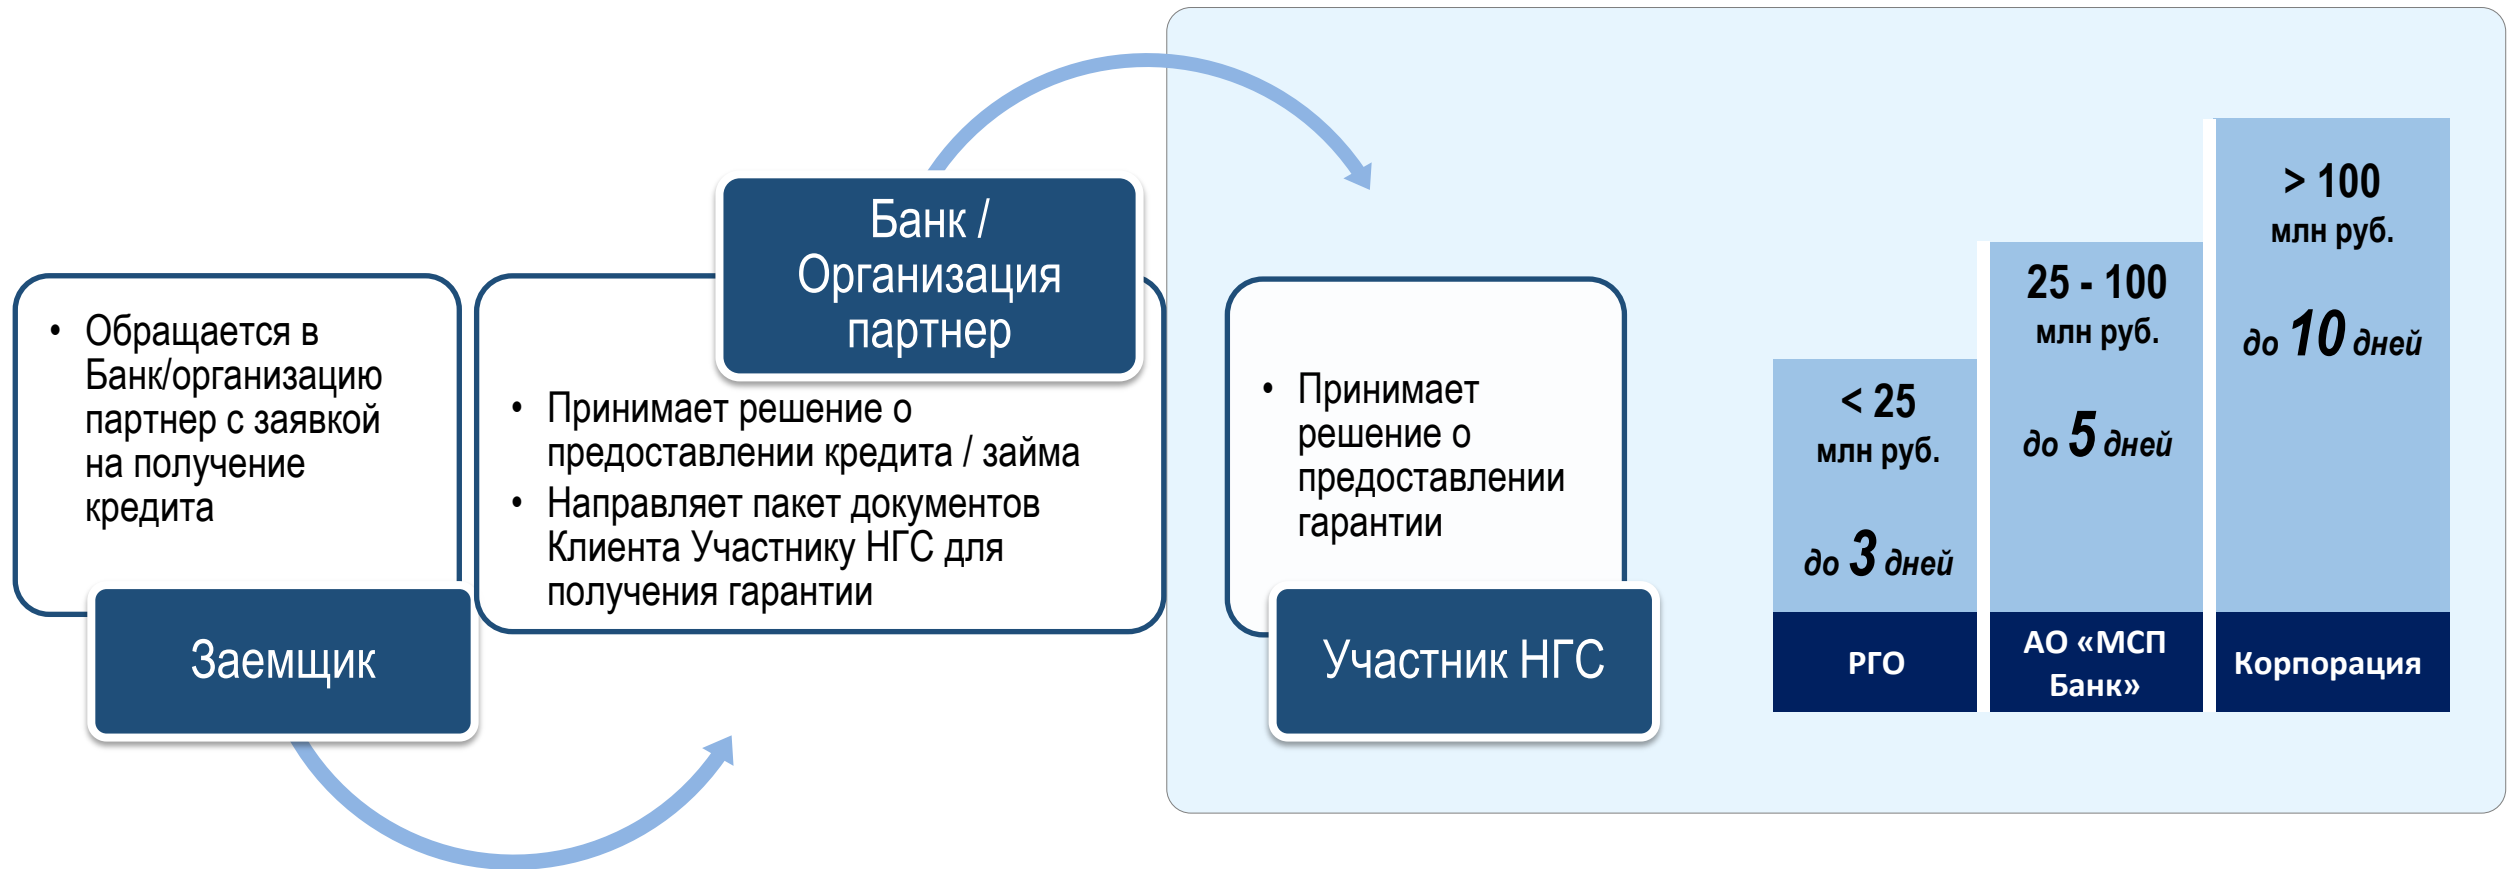 • Обращается в
Банк/организацию
партнер с заявкой
на получение
кредита
Заемщик
Банк /
Организация
партнер
• Принимает решение о
предоставлении кредита / займа
• Направляет пакет документов
Клиента Участнику НГС для
получения гарантии
• Принимает
решение о
предоставлении
гарантии
Участник НГС
< 25
млн руб.
до 3 дней
РГО
25 - 100
млн руб.
до 5 дней
АО «МСП
Банк»
> 100
млн руб.
до 10 дней
Корпорация